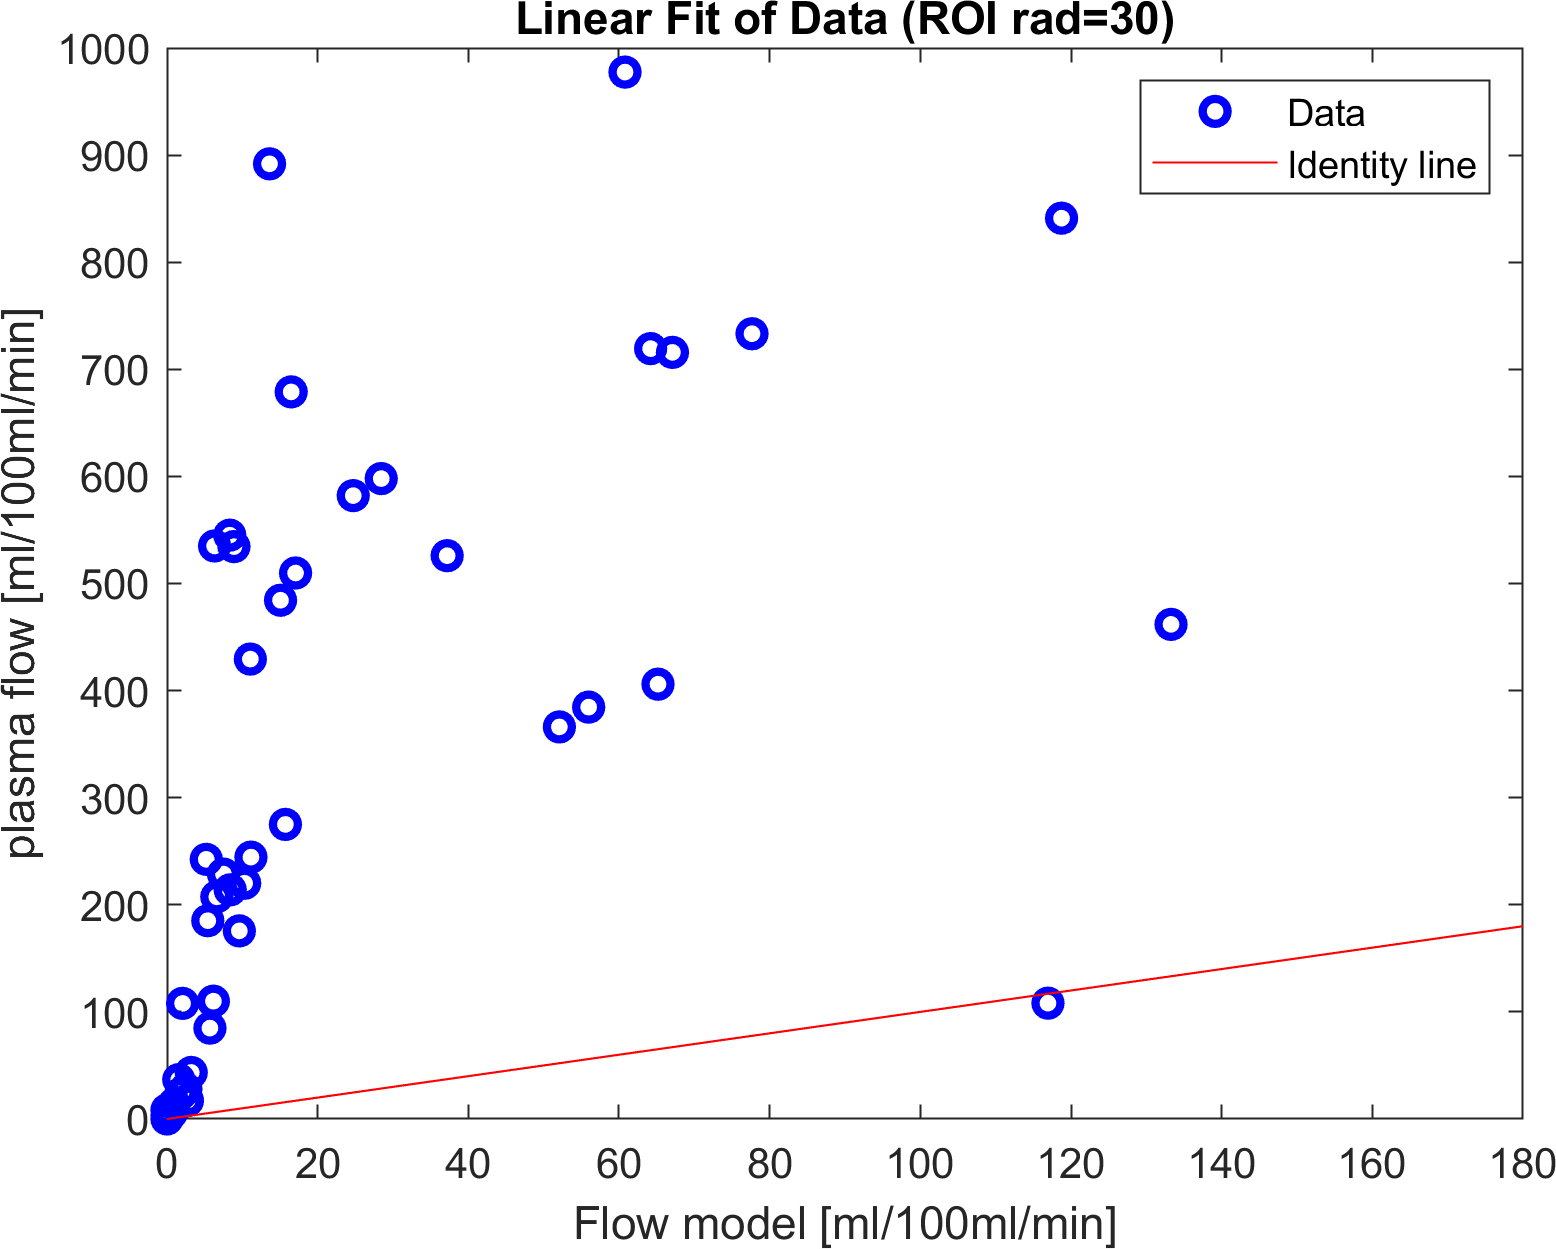 Linear Fit of Data (ROI rad=30)
1000
900
800
700
600
500
400
300
200
100
0
plasma flow [ml/100ml/min]
Data
Identity line
0 20 40 60 80 100 120 140 160 180
Flow model [ml/100ml/min]